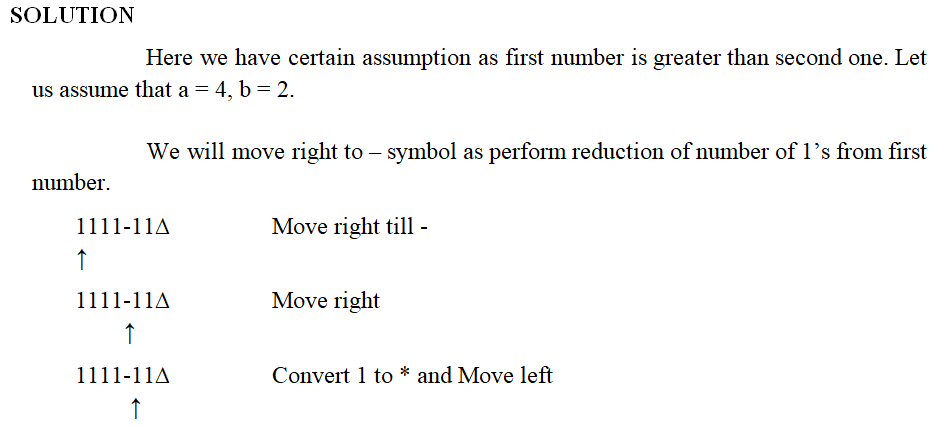 SOLUTION
Here we have certain assumption as first number is greater than second one. Let
us assume that a = 4, b = 2.
We will move right to – symbol as perform reduction of number of 1’s from first
number.
1111-11Δ Move right till -
↑
1111-11Δ Move right
↑
1111-11Δ Convert 1 to * and Move left
↑